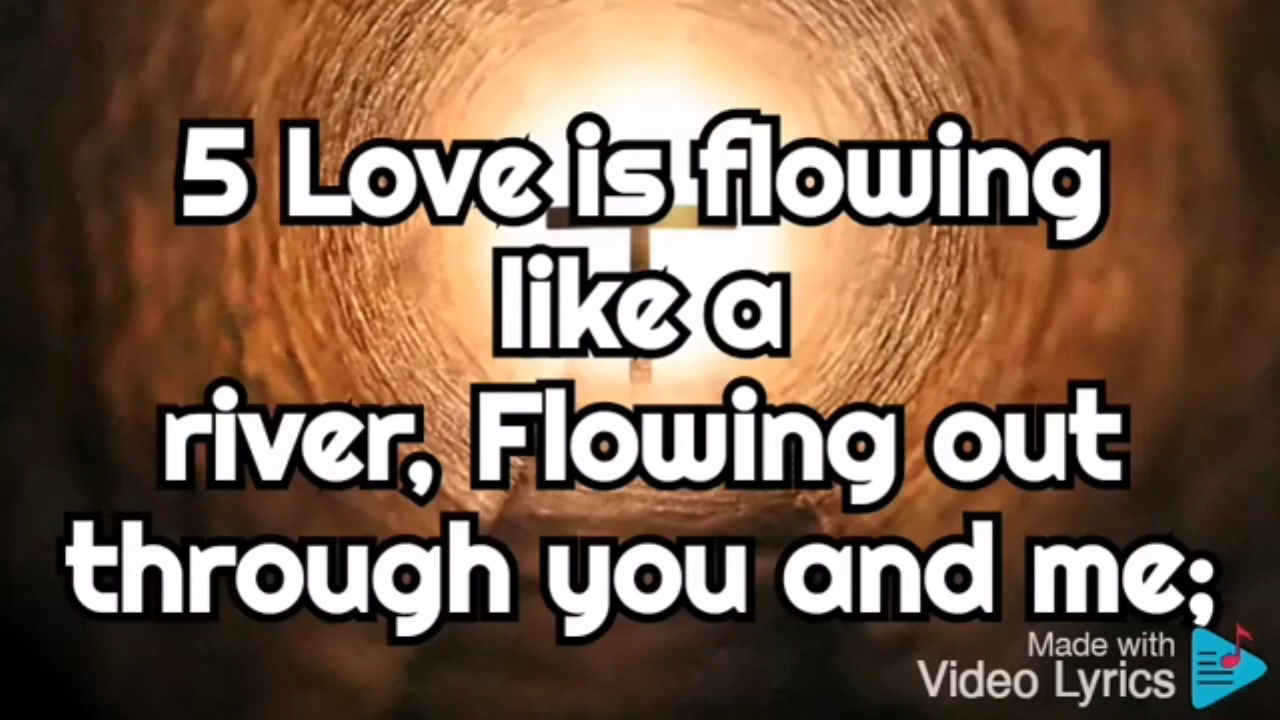 5 Love is flowing
like a
river, Flowing out
through you and me;
Made with
Video Lyrics